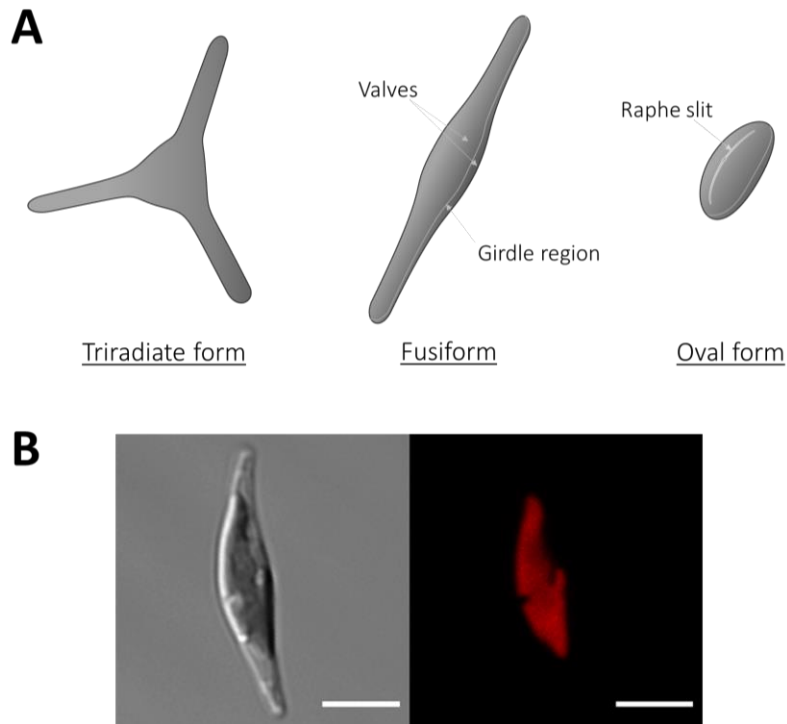 A
Valves
Raphe slit
Girdle region
Triradiate form
Fusiform
Oval form
B